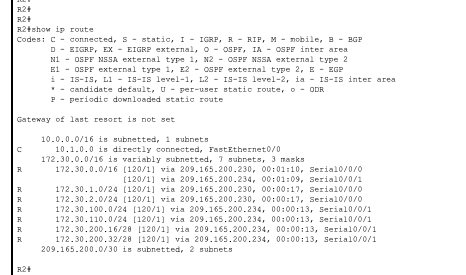 R2#
R2#
R2#show ip route
Codes: C - connected, S - static, I - IGRP, R - RIP, M - mobile, B - BGP
       D - EIGRP, EX - EIGRP external, O - OSPF, IA - OSPF inter area
       N1 - OSPF NSSA external type 1, N2 - OSPF NSSA external type 2
       E1 - OSPF external type 1, E2 - OSPF external type 2, E - EGP
       i - IS-IS, L1 - IS-IS level-1, L2 - IS-IS level-2, ia - IS-IS inter area
       * - candidate default, U - per-user static route, o - ODR
       P - periodic downloaded static route
Gateway of last resort is not set
     10.0.0.0/16 is subnetted, 1 subnets
C       10.1.0.0 is directly connected, FastEthernet0/0
     172.30.0.0/16 is variably subnetted, 7 subnets, 3 masks
R       172.30.0.0/16 [120/1] via 209.165.200.230, 00:01:10, Serial0/0/0
                      [120/1] via 209.165.200.234, 00:01:09, Serial0/0/1
R       172.30.1.0/24 [120/1] via 209.165.200.230, 00:00:17, Serial0/0/0
R       172.30.2.0/24 [120/1] via 209.165.200.230, 00:00:17, Serial0/0/0
R       172.30.100.0/24 [120/1] via 209.165.200.234, 00:00:13, Serial0/0/1
R       172.30.110.0/24 [120/1] via 209.165.200.234, 00:00:13, Serial0/0/1
R       172.30.200.16/28 [120/1] via 209.165.200.234, 00:00:13, Serial0/0/1
R       172.30.200.32/28 [120/1] via 209.165.200.234, 00:00:13, Serial0/0/1
     209.165.200.0/30 is subnetted, 2 subnets
R2#